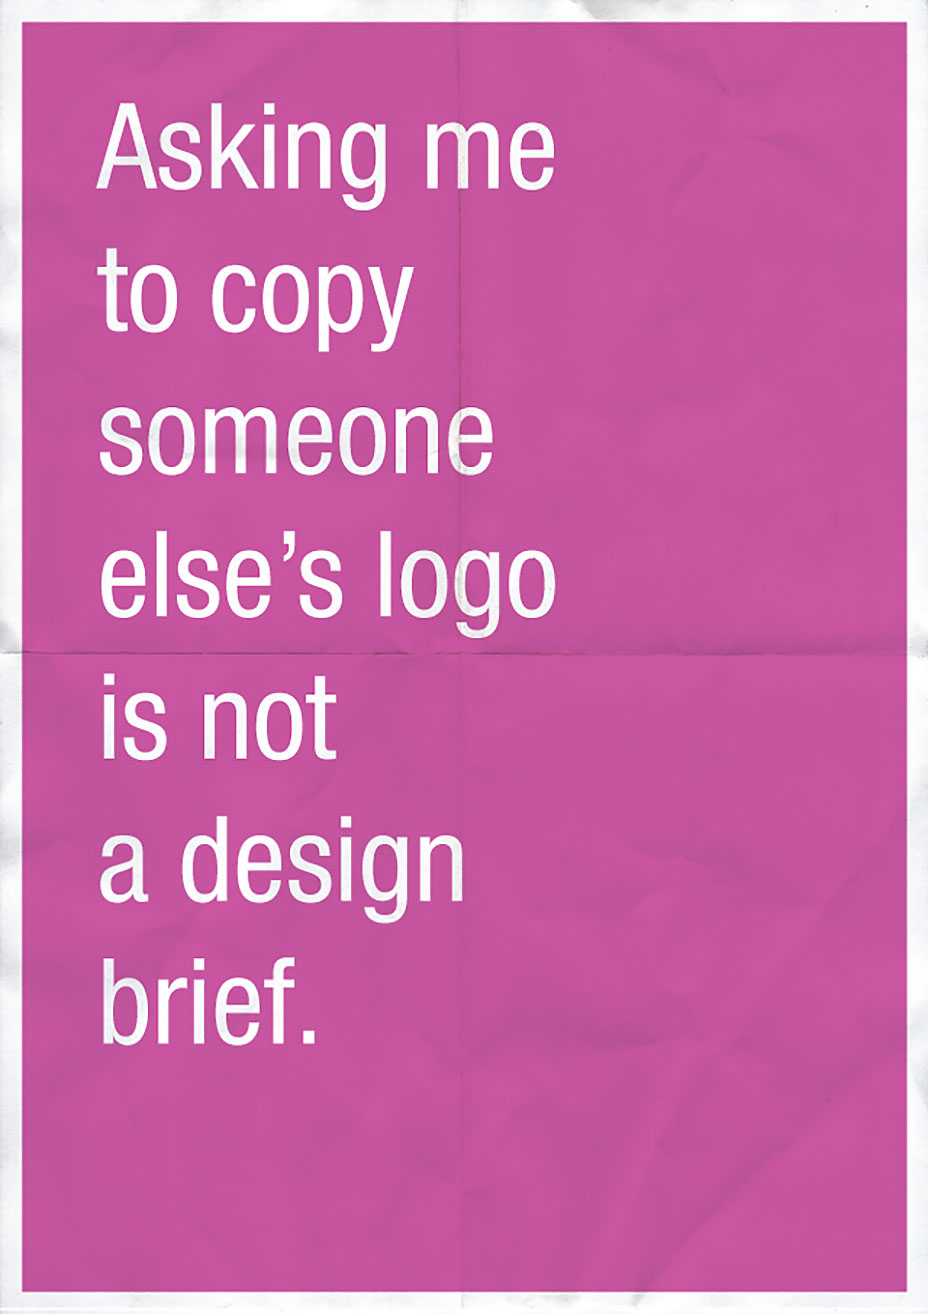 Asking me
to copy
someone
else’s logo
is not
a design
brief.